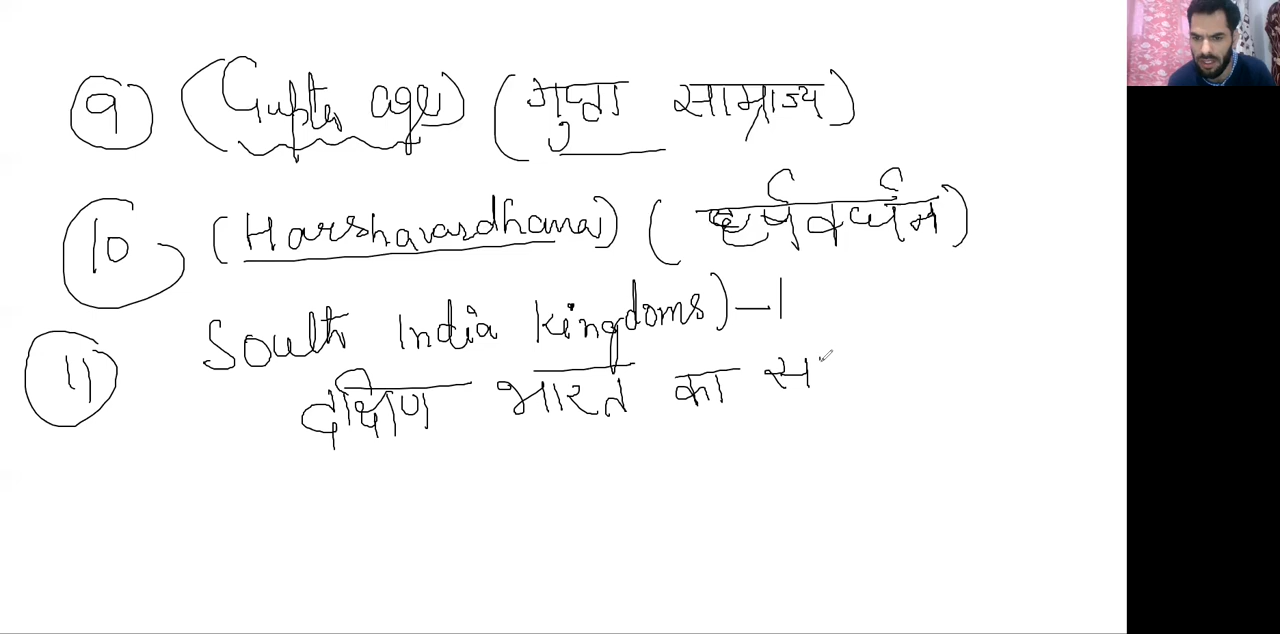 9 (Gupta age) (गुप्ता साम्राज्य)
10 (Harshavardhana) (हर्षवर्धन)
11 South India Kingdoms) - 1
दक्षिण भारत का स